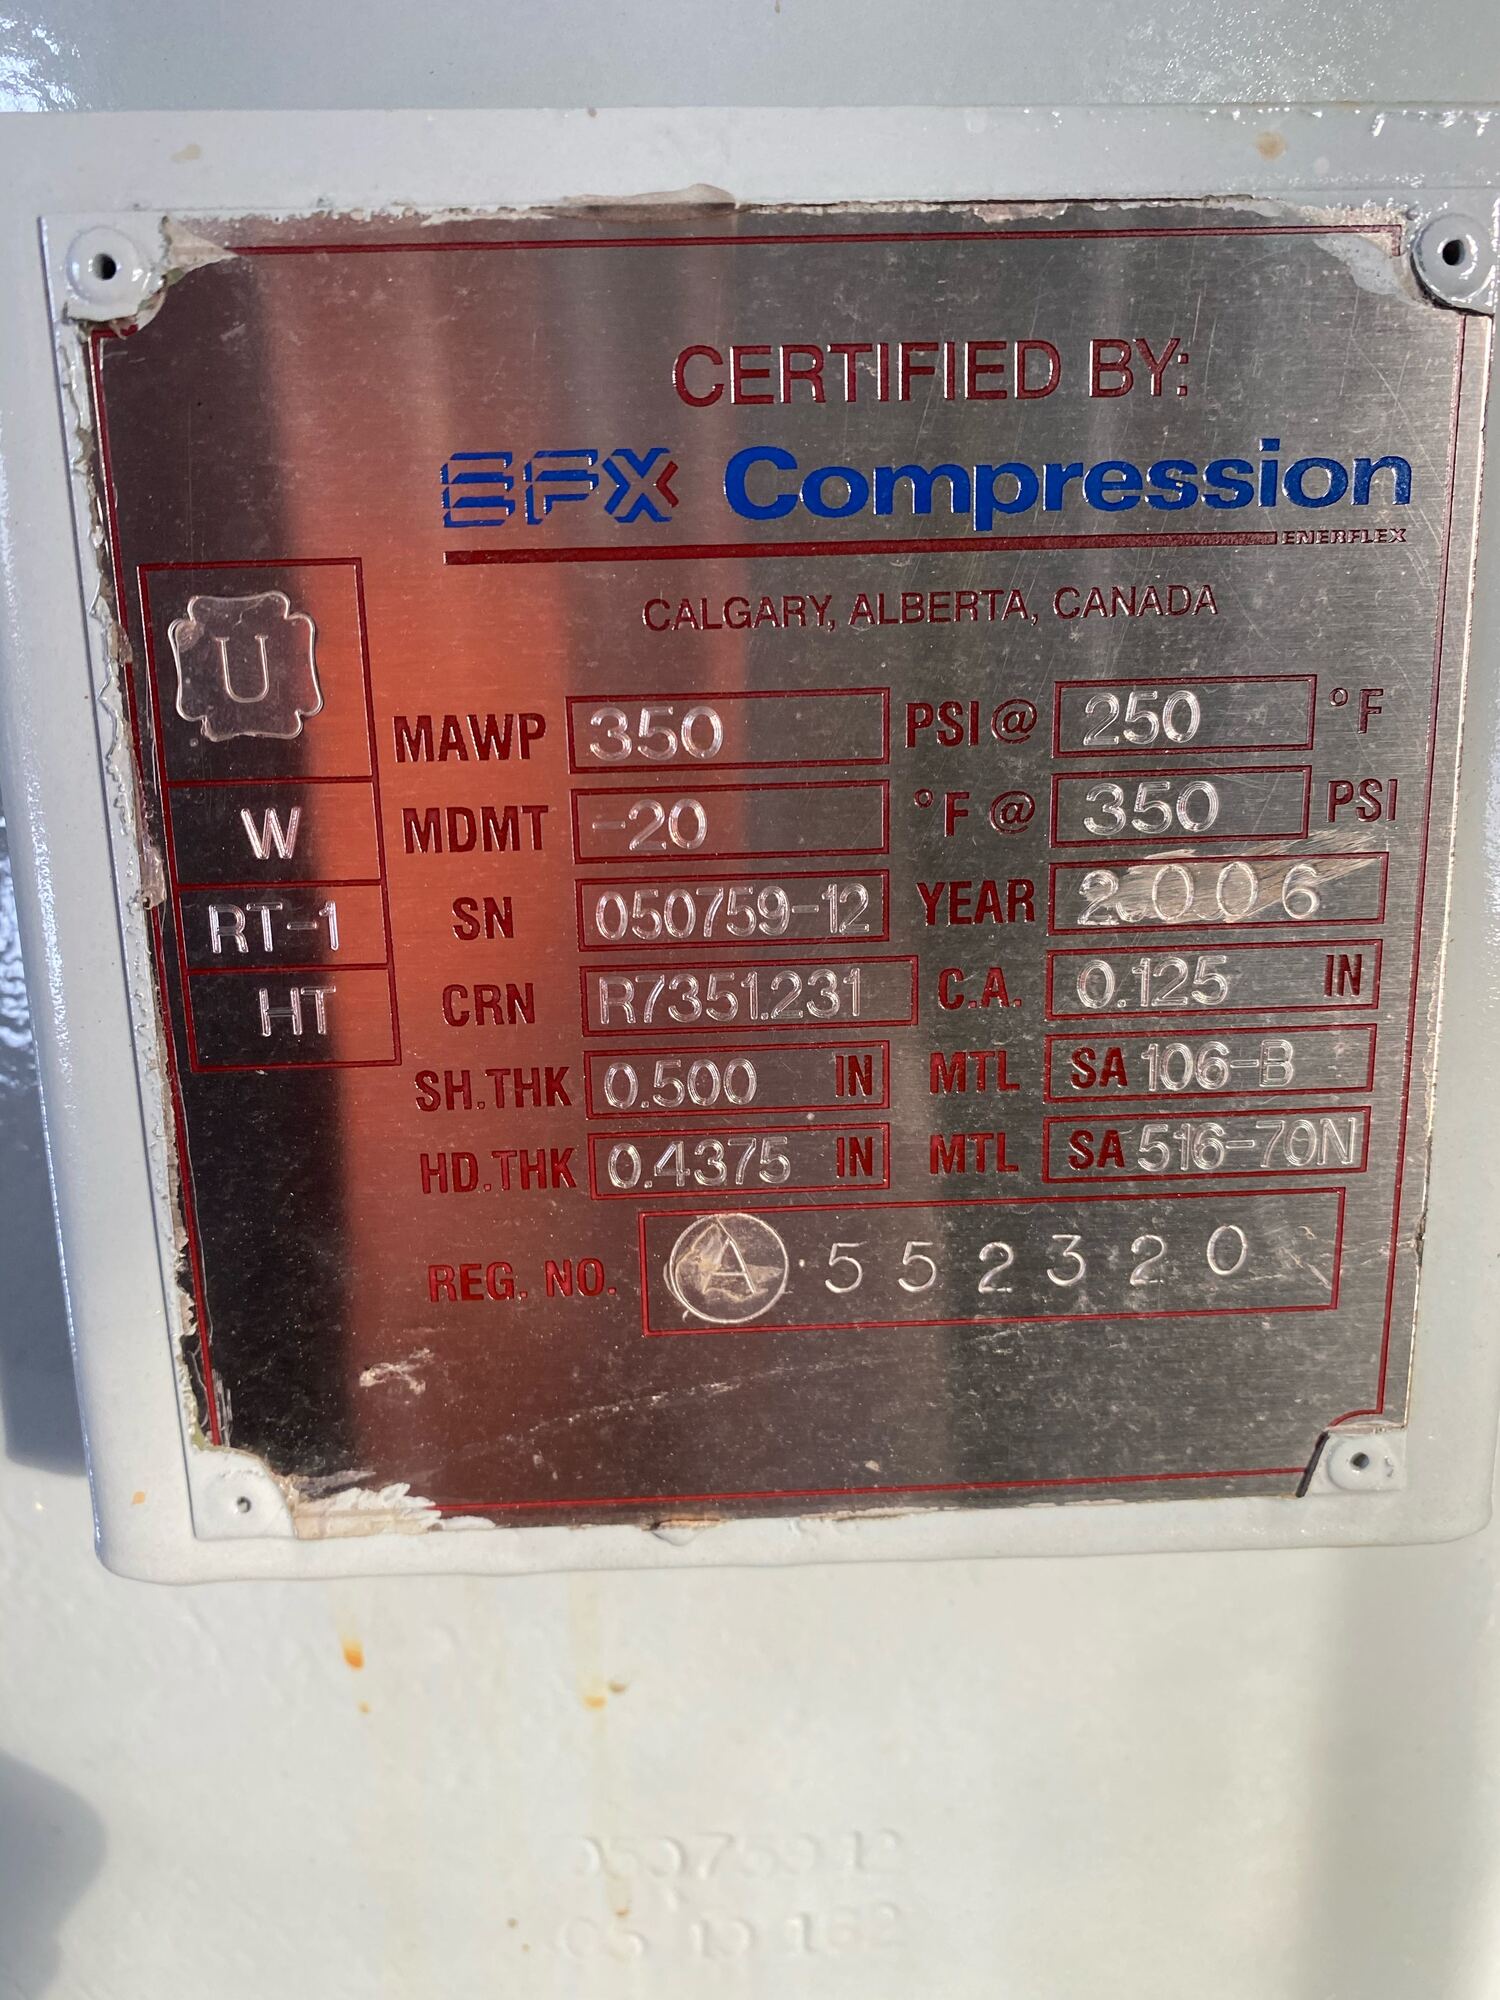 CERTIFIED BY:
EFX Compression
ENERFLEX
CALGARY, ALBERTA, CANADA
U
W
RT-1
HT
MAWP 350 PSI @ 250 °F
MDMT -20 °F @ 350 PSI
SN 050759-12 YEAR 2006
CRN R7351.231 C.A. 0.125 IN
SH.THK 0.500 IN MTL SA 106-B
HD.THK 0.4375 IN MTL SA 516-70N
REG. NO. A 552320